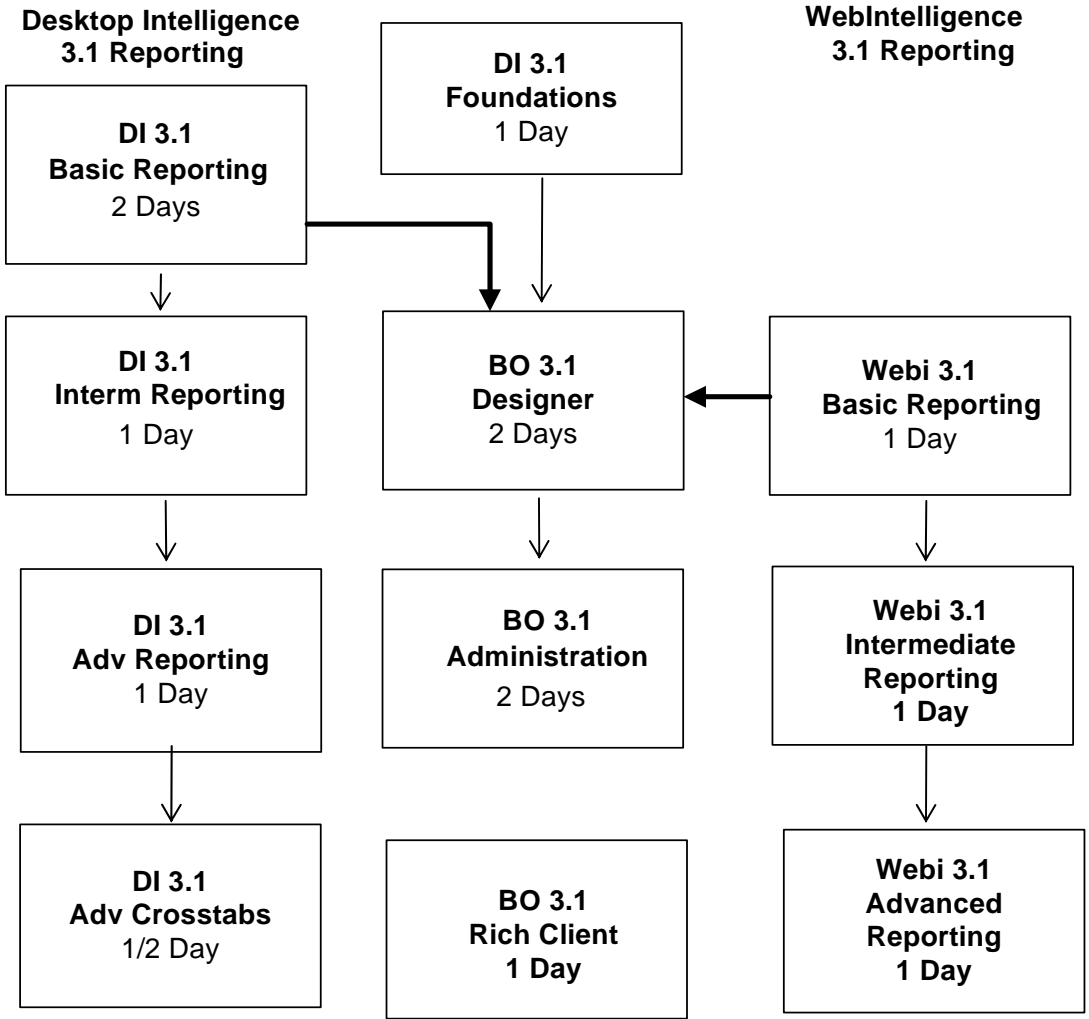 Desktop Intelligence
3.1 Reporting
WebIntelligence
3.1 Reporting
DI 3.1
Foundations
1 Day
DI 3.1
Basic Reporting
2 Days
DI 3.1
Interm Reporting
1 Day
BO 3.1
Designer
2 Days
Webi 3.1
Basic Reporting
1 Day
DI 3.1
Adv Reporting
1 Day
BO 3.1
Administration
2 Days
Webi 3.1
Intermediate
Reporting
1 Day
DI 3.1
Adv Crosstabs
1/2 Day
BO 3.1
Rich Client
1 Day
Webi 3.1
Advanced
Reporting
1 Day